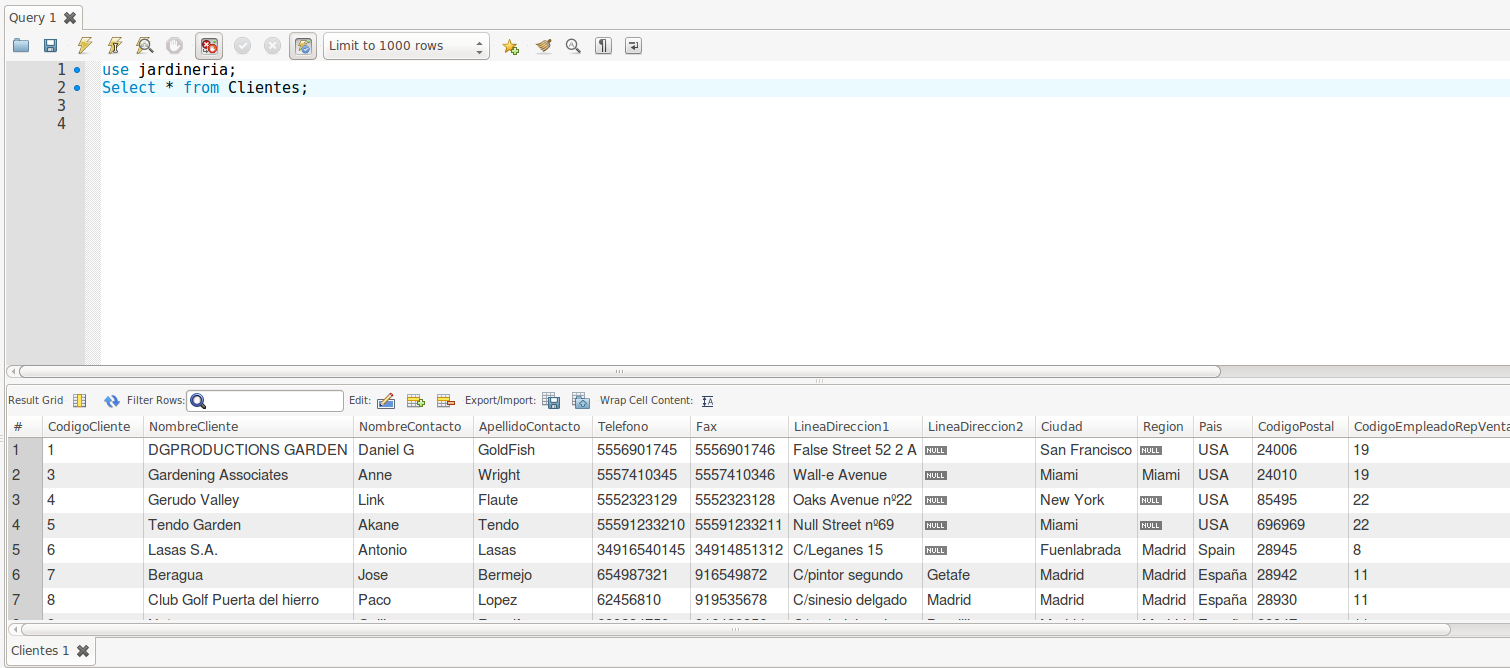 Query 1
Limit to 1000 rows
1 use jardineria;
2 Select * from Clientes;
3
4
Result Grid Filter Rows: Edit: Export/Import: Wrap Cell Content:
# CodigoCliente NombreCliente NombreContacto ApellidoContacto Telefono Fax LineaDireccion1 LineaDireccion2 Ciudad Region Pais CodigoPostal CodigoEmpleadoRepVenta
1 1 DGPRODUCTIONS GARDEN Daniel G GoldFish 5556901745 5556901746 False Street 52 2 A NULL San Francisco NULL USA 24006 19
2 3 Gardening Associates Anne Wright 5557410345 5557410346 Wall-e Avenue NULL Miami Miami USA 24010 19
3 4 Gerudo Valley Link Flaute 5552323129 5552323128 Oaks Avenue nº22 NULL New York NULL USA 85495 22
4 5 Tendo Garden Akane Tendo 55591233210 55591233211 Null Street nº69 NULL Miami NULL USA 696969 22
5 6 Lasas S.A. Antonio Lasas 34916540145 34914851312 C/Leganes 15 NULL Fuenlabrada Madrid Spain 28945 8
6 7 Beragua Jose Bermejo 654987321 916549872 C/pintor segundo Getafe Madrid Madrid España 28942 11
7 8 Club Golf Puerta del hierro Paco Lopez 62456810 919535678 C/sinesio delgado Madrid Madrid Madrid España 28930 11
Clientes 1